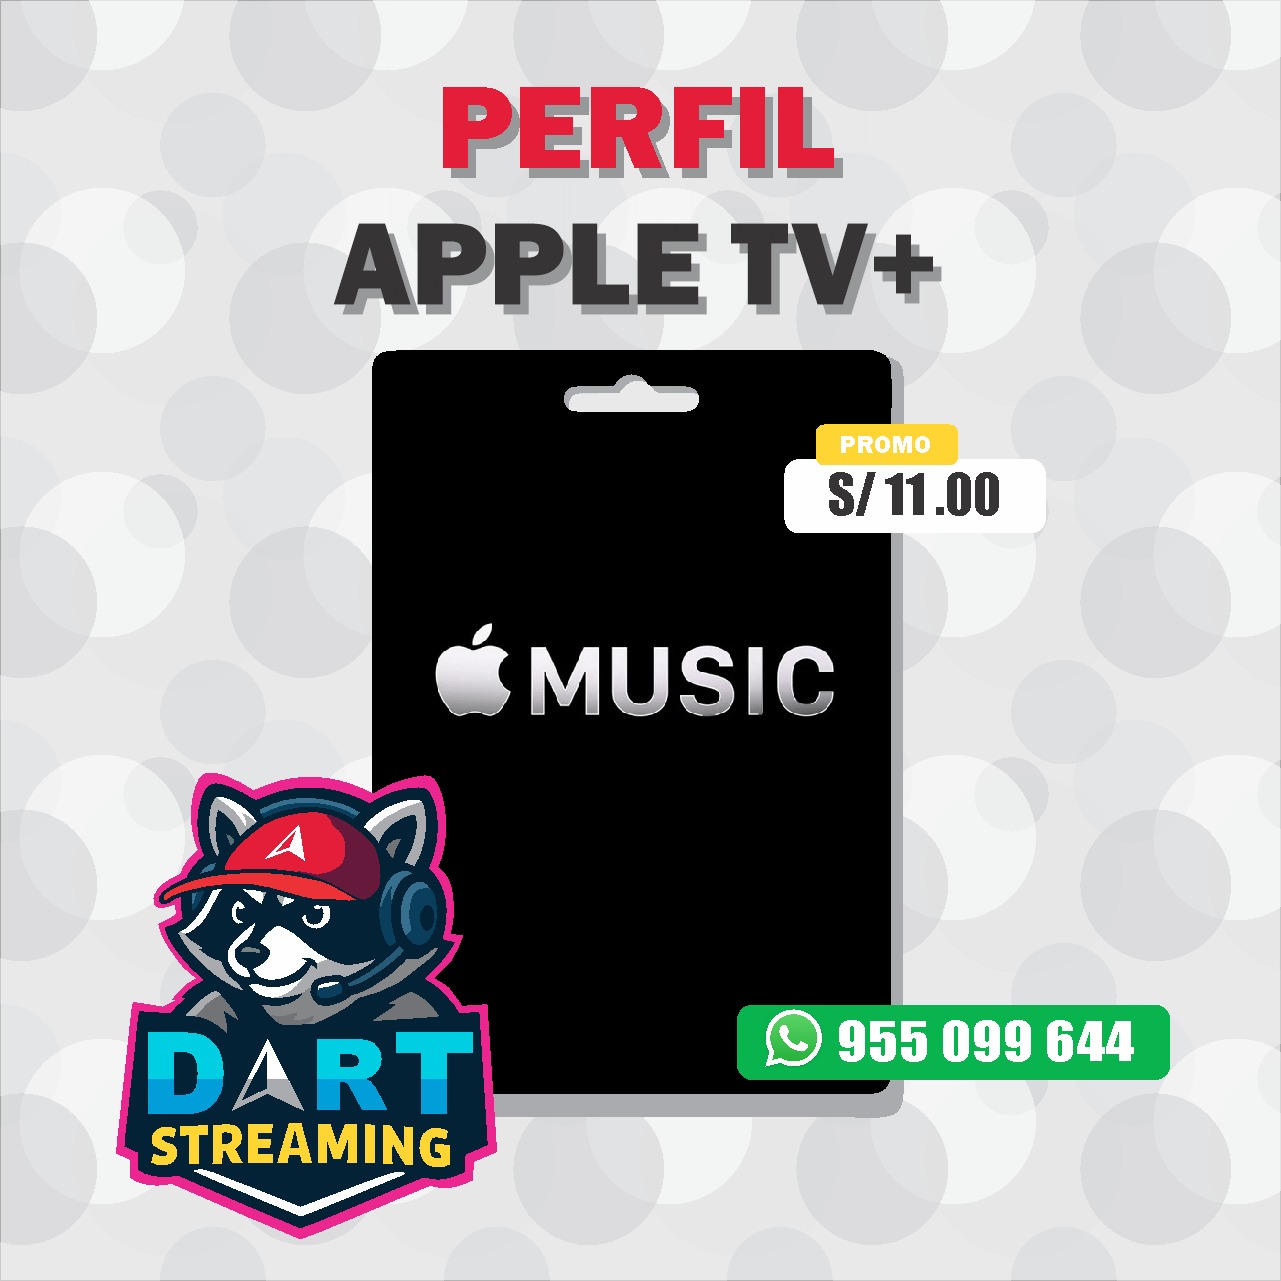 PERFIL
APPLE TV+
PROMO
S/ 11.00
MUSIC
955 099 644
DART
STREAMING